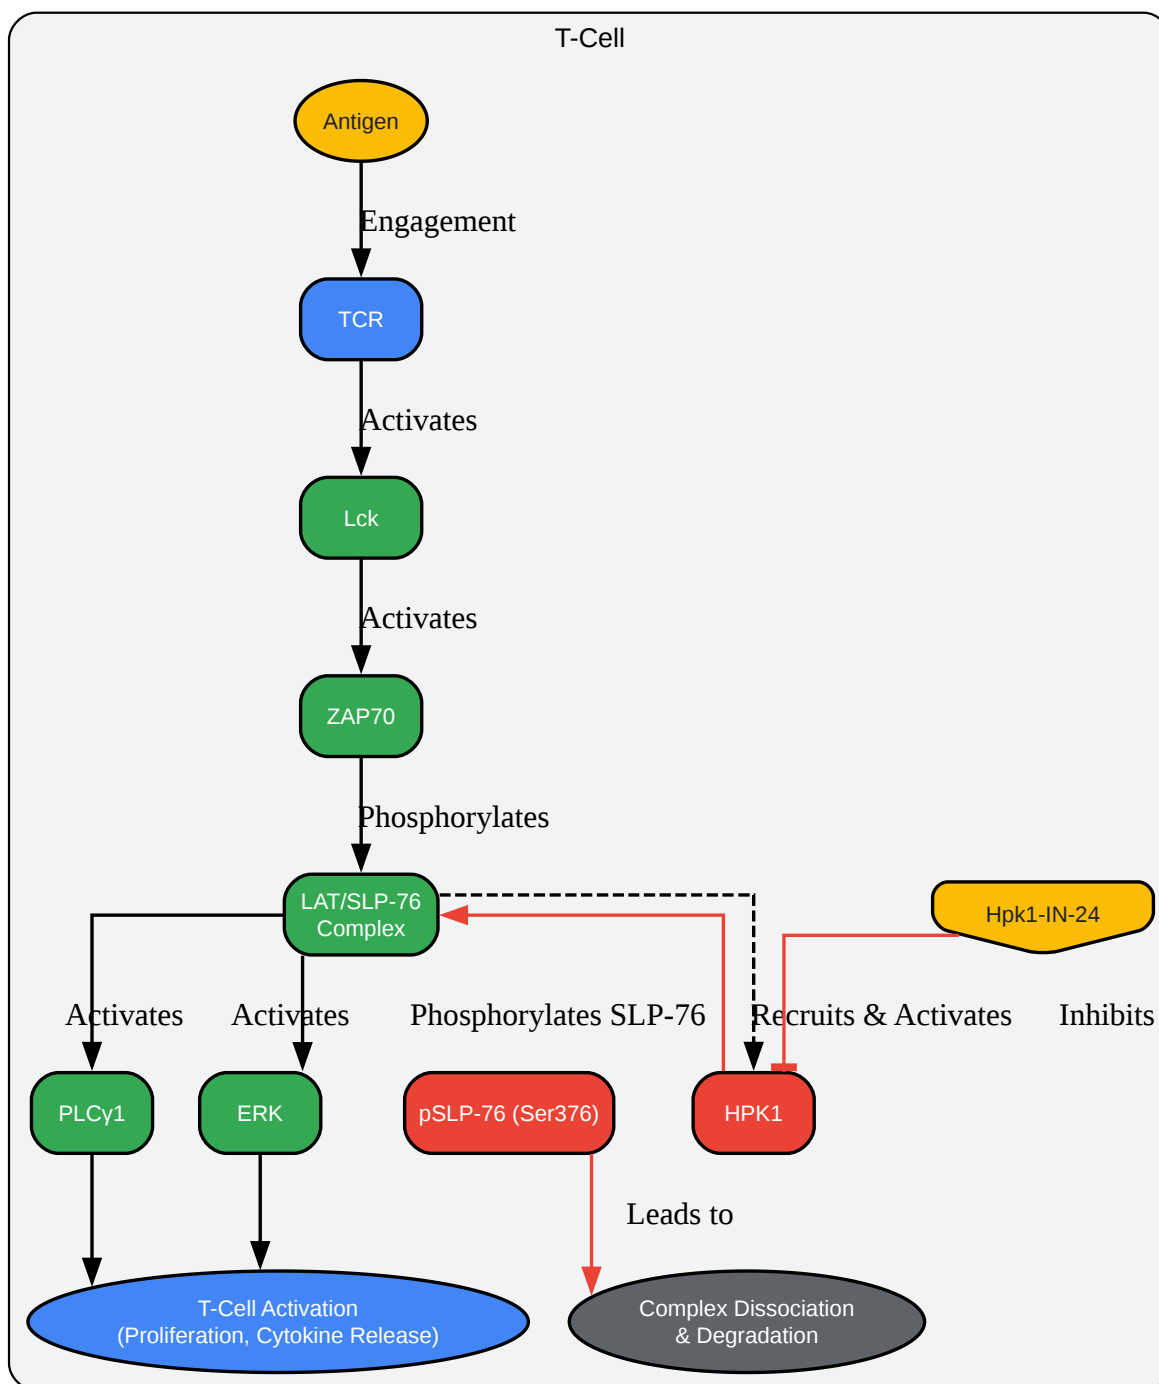 T-Cell
Antigen
Engagement
TCR
Activates
Lck
Activates
ZAP70
Phosphorylates
LAT/SLP-76
Complex
Hpk1-IN-24
Activates
Activates
Phosphorylates SLP-76
Recruits & Activates
Inhibits
PLCγ1
ERK
pSLP-76 (Ser376)
HPK1
Leads to
T-Cell Activation
(Proliferation, Cytokine Release)
Complex Dissociation
& Degradation